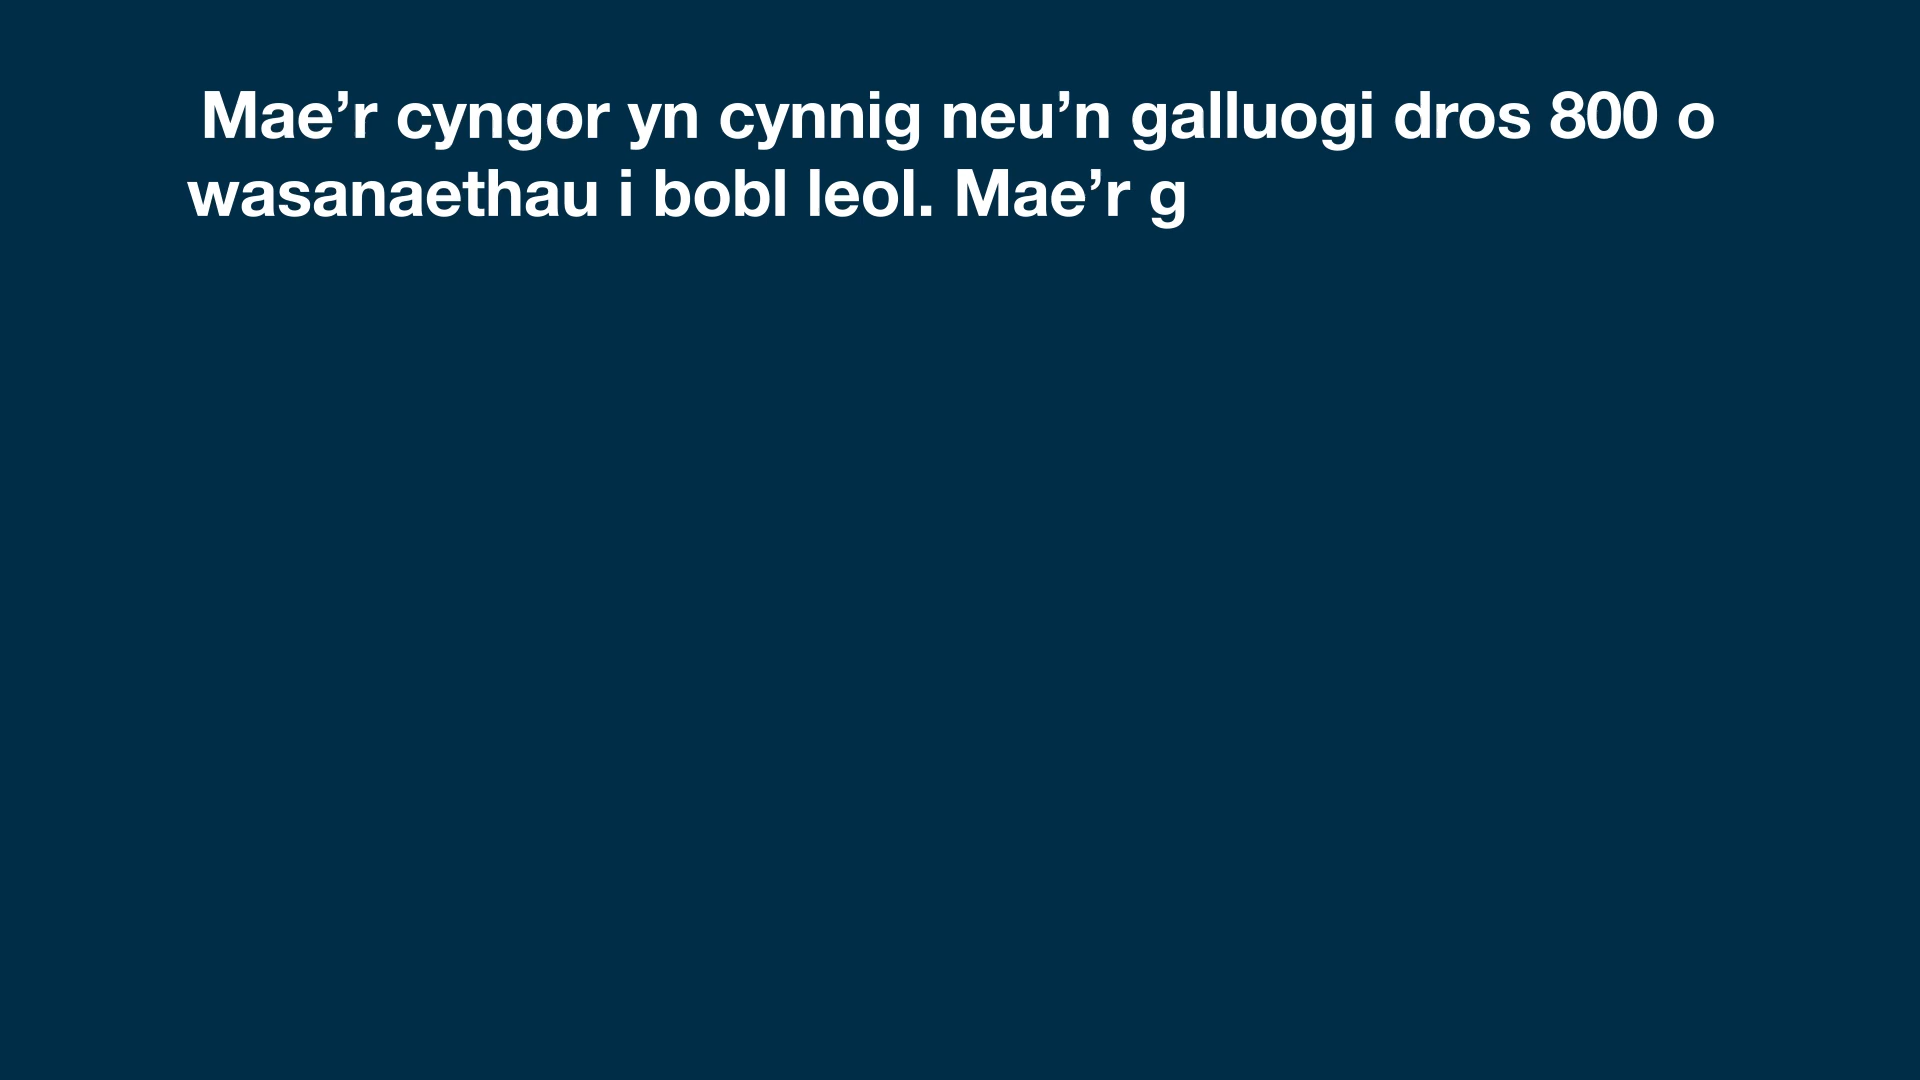 Mae’r cyngor yn cynnig neu’n galluogi dros 800 o
wasanaethau i bobl leol. Mae’r g